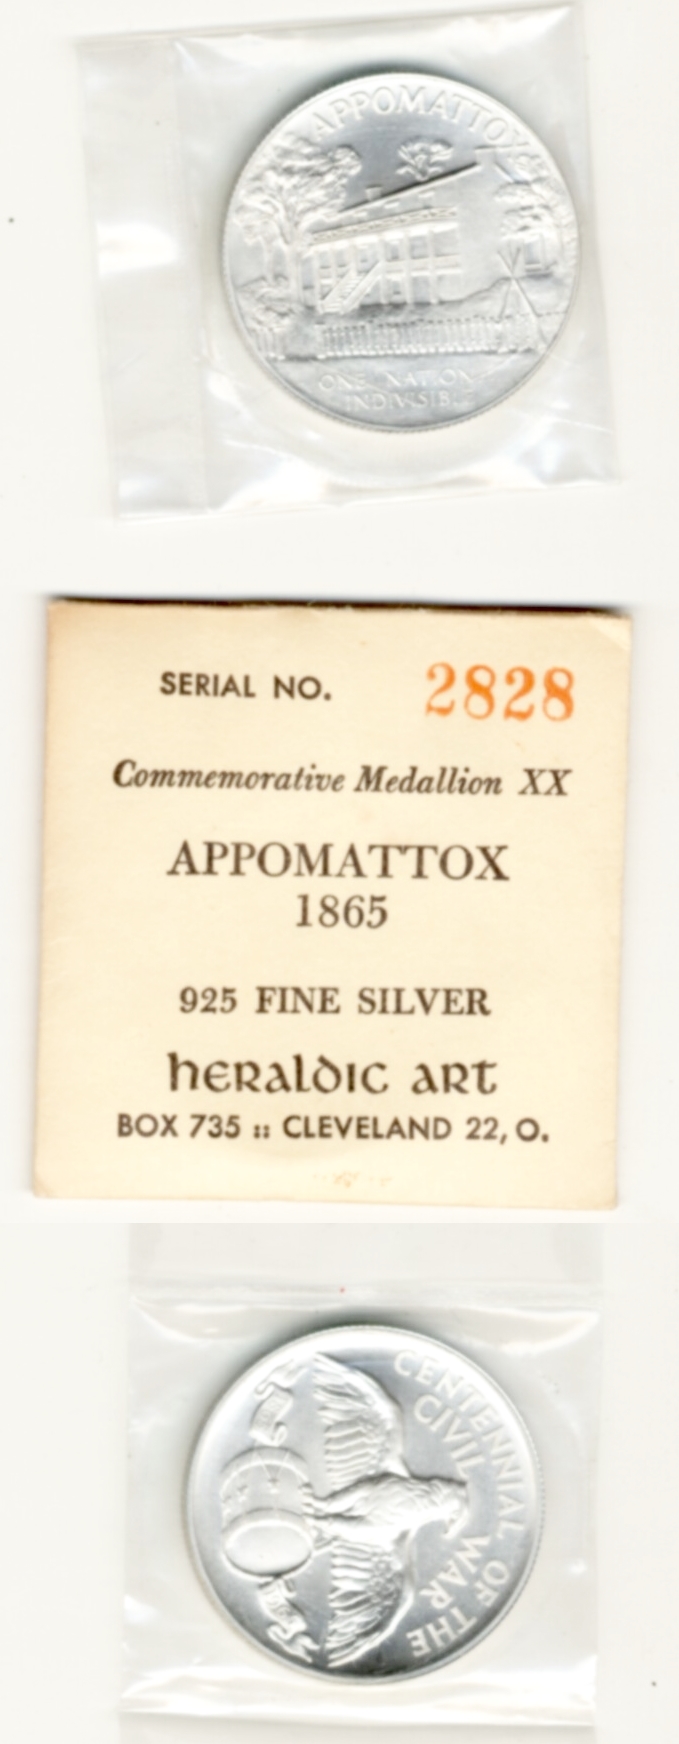 APPOMATTOX
ONE NATION
INDIVISIBLE
SERIAL NO. 2828
Commemorative Medallion XX
APPOMATTOX
1865
925 FINE SILVER
heraldic art
BOX 735 :: CLEVELAND 22, O.
CENTENNIAL OF THE
CIVIL WAR